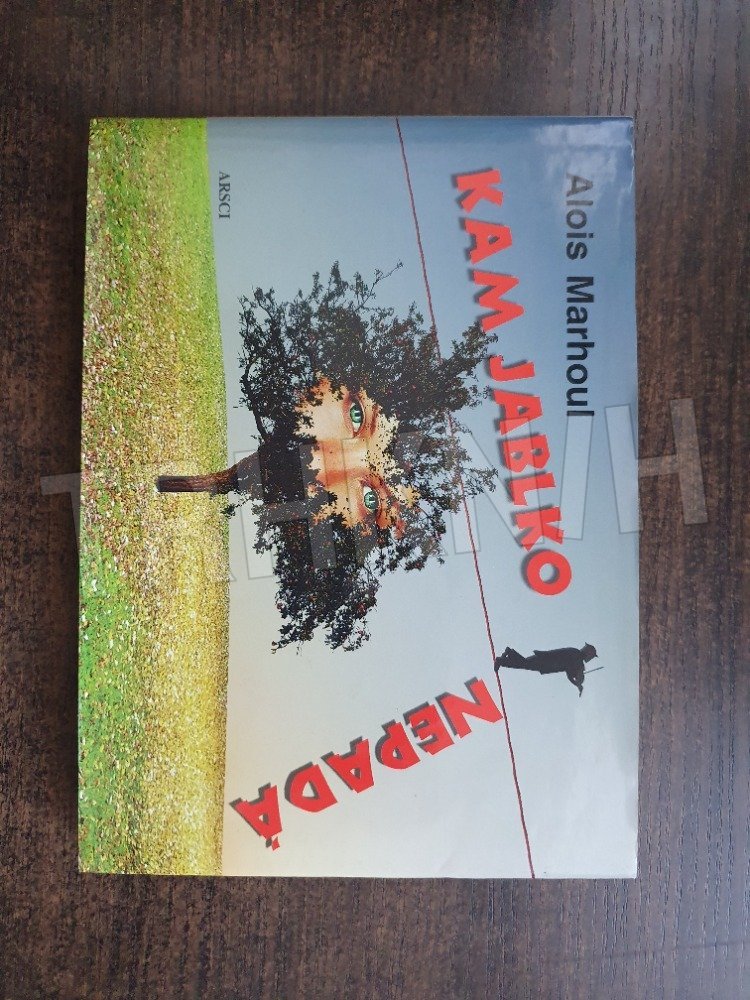 Alois Marhoul
KAM JABLKO
NEPADÁ
ARSCI